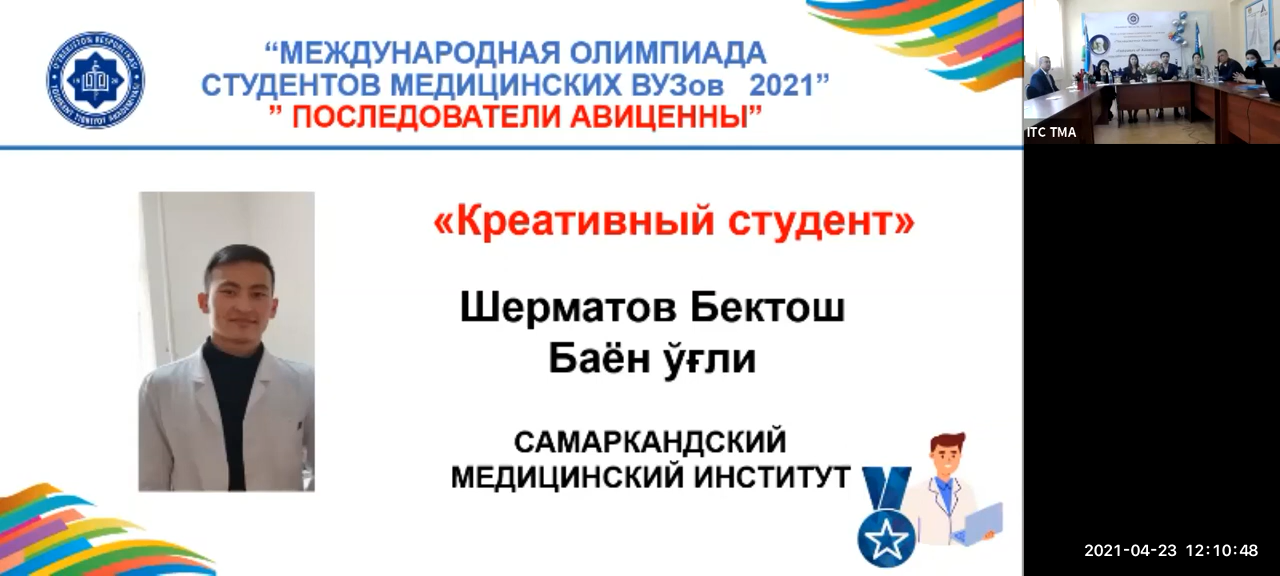 “МЕЖДУНАРОДНАЯ ОЛИМПИАДА
СТУДЕНТОВ МЕДИЦИНСКИХ ВУЗов 2021”
” ПОСЛЕДОВАТЕЛИ АВИЦЕННЫ”
«Креативный студент»
Шерматов Бектош
Баён ўғли
САМАРКАНДСКИЙ
МЕДИЦИНСКИЙ ИНСТИТУТ
ITC TMA
2021-04-23 12:10:48